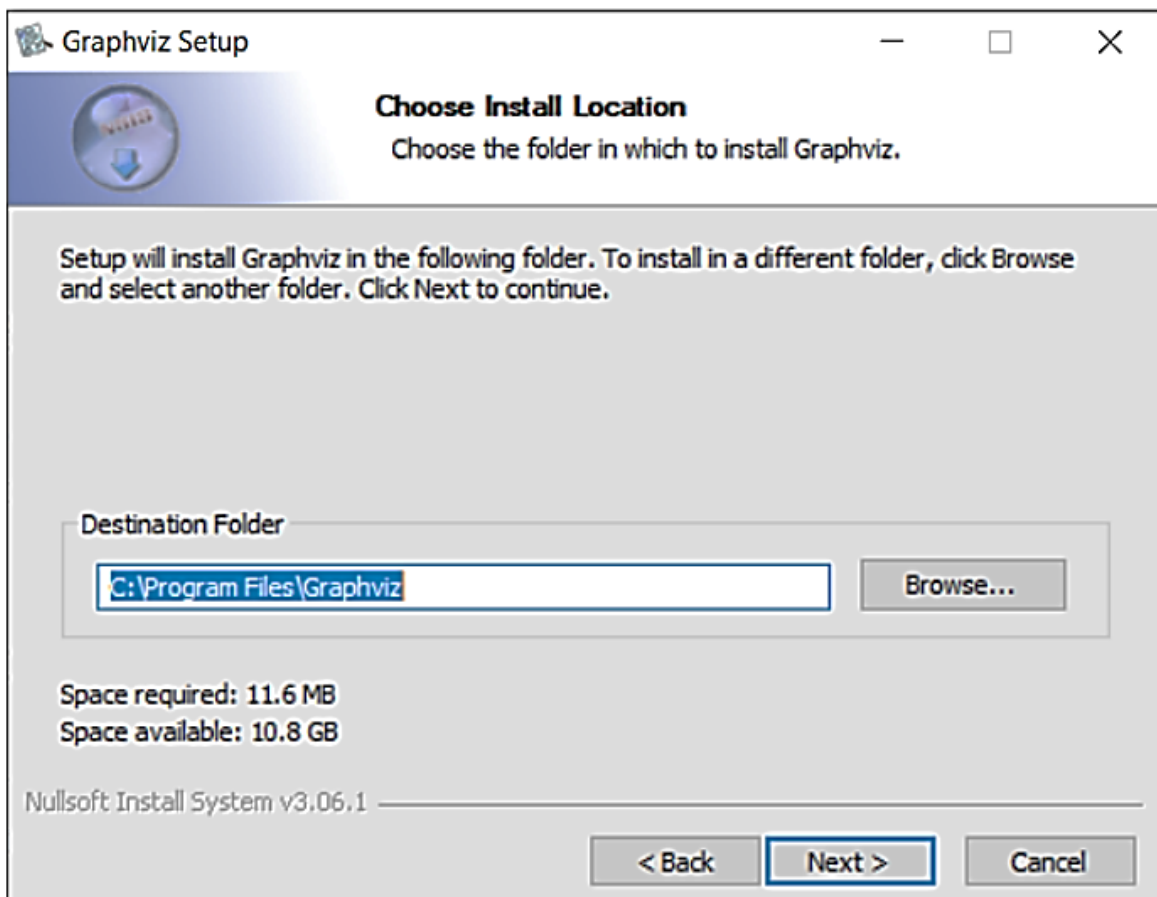 Graphviz Setup
Choose Install Location
Choose the folder in which to install Graphviz.
Setup will install Graphviz in the following folder. To install in a different folder, click Browse
and select another folder. Click Next to continue.
Destination Folder
C:\Program Files\Graphviz
Browse...
Space required: 11.6 MB
Space available: 10.8 GB
Nullsoft Install System v3.06.1
< Back Next > Cancel